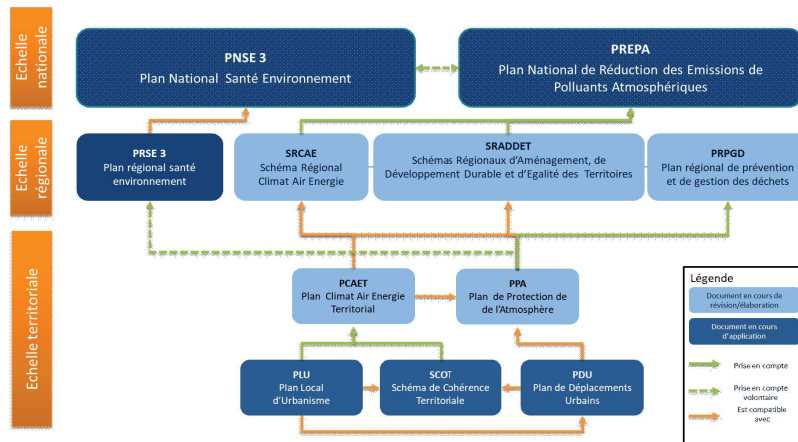 Echelle
nationale
PNSE 3
Plan National Santé Environnement
PREPA
Plan National de Réduction des Emissions de
Polluants Atmosphériques
Echelle
régionale
PRSE 3
Plan régional santé
environnement
SRCAE
Schéma Régional
Climat Air Energie
SRADDET
Schémas Régionaux d'Aménagement, de
Développement Durable et d'Egalité des Territoires
PRPGD
Plan régional de prévention
et de gestion des déchets
Echelle territoriale
PCAET
Plan Climat Air Energie
Territorial
PPA
Plan de Protection de
de l'Atmosphère
PLU
Plan Local
d'Urbanisme
SCOT
Schéma de Cohérence
Territoriale
PDU
Plan de Déplacements
Urbains
Légende
Document en cours de
révision/élaboration
Document en cours
d'application
Prise en compte
Prise en compte
volontaire
Est compatible
avec